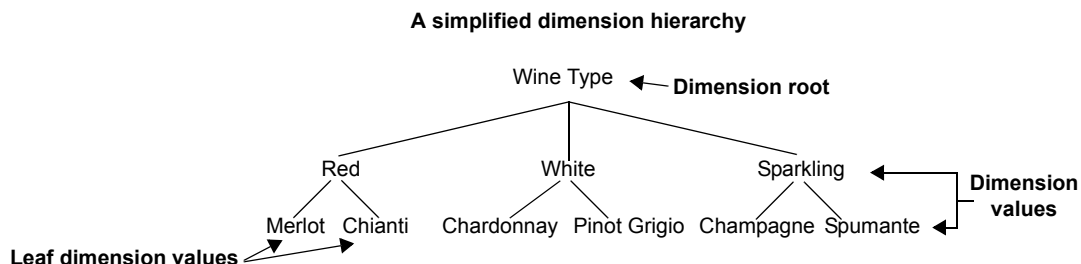 A simplified dimension hierarchy
Wine Type
Dimension root
Red White Sparkling
Dimension
values
Merlot Chianti Chardonnay Pinot Grigio Champagne Spumante
Leaf dimension values